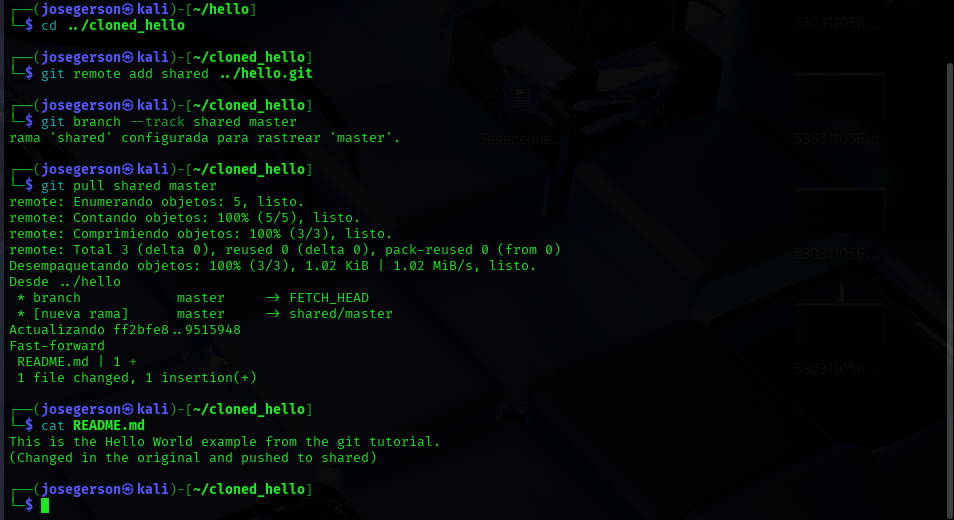 ┌──(josegerson㉿kali)-[~/hello]
└─$ cd ../cloned_hello
┌──(josegerson㉿kali)-[~/cloned_hello]
└─$ git remote add shared ../hello.git
┌──(josegerson㉿kali)-[~/cloned_hello]
└─$ git branch --track shared master
rama 'shared' configurada para rastrear 'master'.
Заявление...
┌──(josegerson㉿kali)-[~/cloned_hello]
└─$ git pull shared master
remote: Enumerando objetos: 5, listo.
remote: Contando objetos: 100% (5/5), listo.
remote: Comprimiendo objetos: 100% (3/3), listo.
remote: Total 3 (delta 0), reused 0 (delta 0), pack-reused 0 (from 0)
Desempaquetando objetos: 100% (3/3), 1.02 KiB | 1.02 MiB/s, listo.
Desde ../hello
 * branch            master     -> FETCH_HEAD
 * [nueva rama]      master     -> shared/master
Actualizando ff2bfe8..9515948
Fast-forward
 README.md | 1 +
 1 file changed, 1 insertion(+)
┌──(josegerson㉿kali)-[~/cloned_hello]
└─$ cat README.md
This is the Hello World example from the git tutorial.
(Changed in the original and pushed to shared)
┌──(josegerson㉿kali)-[~/cloned_hello]
└─$
530311056...
530311056...
530311056...
530311056...